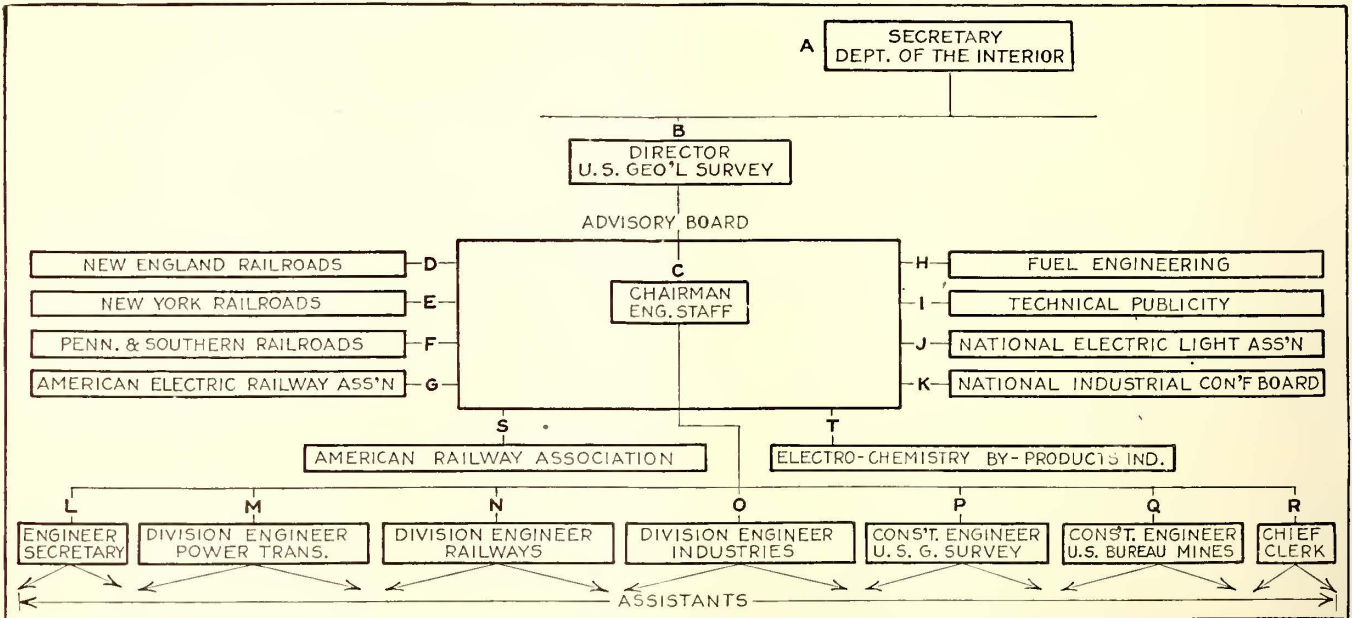 A
SECRETARY
DEPT. OF THE INTERIOR
B
DIRECTOR
U.S. GEO'L SURVEY
ADVISORY BOARD
NEW ENGLAND RAILROADS
D
C
H
FUEL ENGINEERING
CHAIRMAN
ENG. STAFF
NEW YORK RAILROADS
E
I
TECHNICAL PUBLICITY
PENN. & SOUTHERN RAILROADS
F
J
NATIONAL ELECTRIC LIGHT ASS'N
AMERICAN ELECTRIC RAILWAY ASS'N
G
K
NATIONAL INDUSTRIAL CON'F BOARD
S
T
AMERICAN RAILWAY ASSOCIATION
ELECTRO-CHEMISTRY BY-PRODUCTS IND.
L
M
N
O
P
Q
R
ENGINEER
SECRETARY
DIVISION ENGINEER
POWER TRANS.
DIVISION ENGINEER
RAILWAYS
DIVISION ENGINEER
INDUSTRIES
CONS'T. ENGINEER
U.S. G. SURVEY
CONS'T. ENGINEER
U.S. BUREAU MINES
CHIEF
CLERK
ASSISTANTS